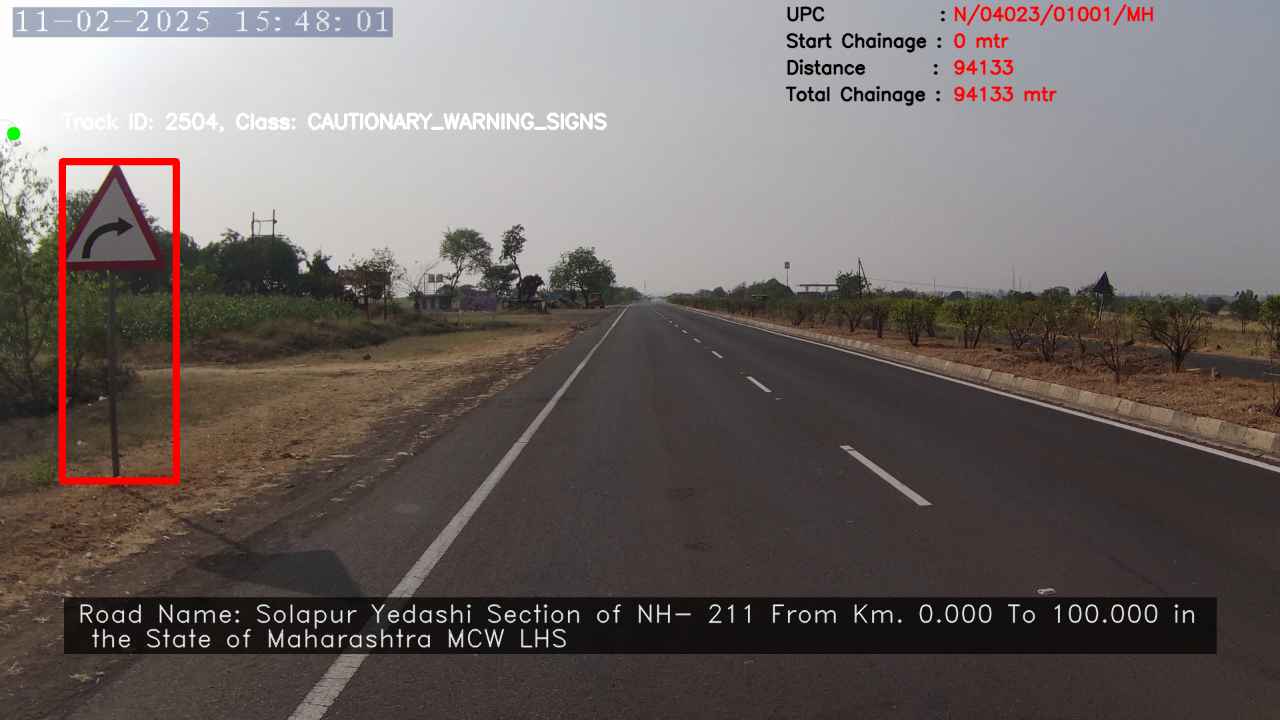 11-02-2025 15:48:01
UPC : N/04023/01001/MH
Start Chainage : 0 mtr
Distance : 94133
Total Chainage : 94133 mtr
Track ID: 2504, Class: CAUTIONARY_WARNING_SIGNS
Road Name: Solapur Yedashi Section of NH- 211 From Km. 0.000 To 100.000 in
the State of Maharashtra MCW LHS